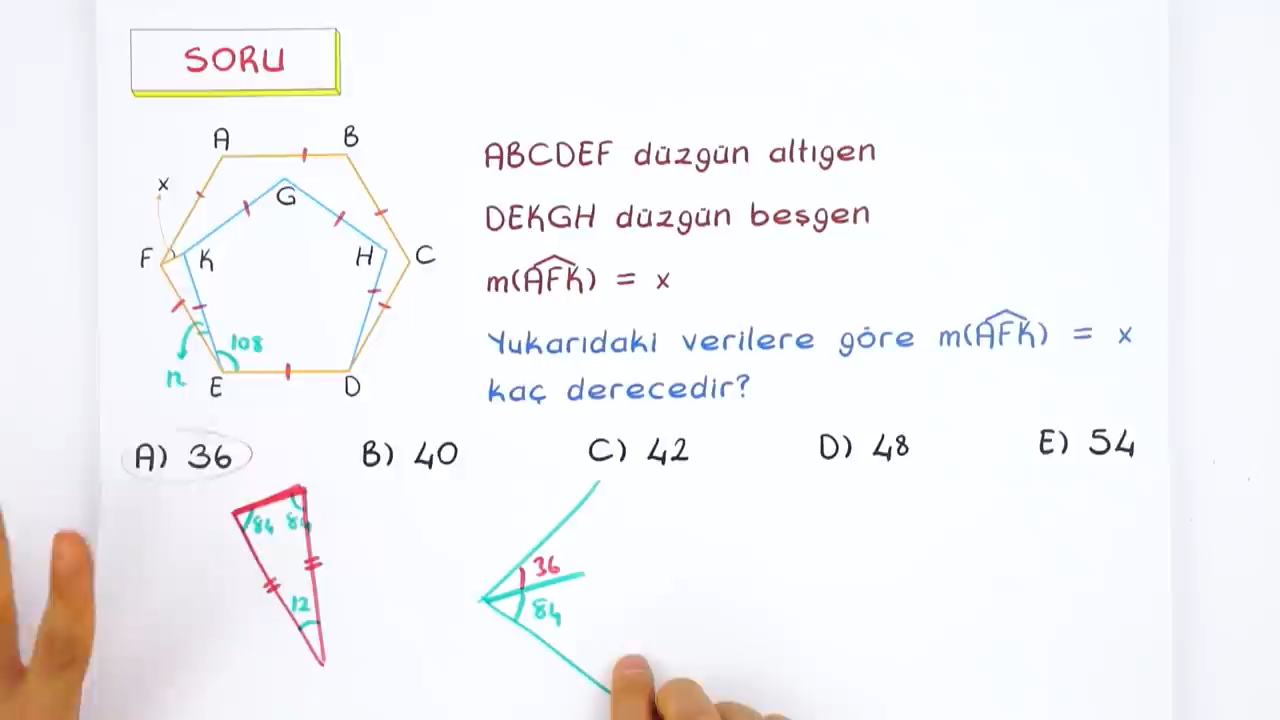 SORU
A
B
x
G
F
K
H
C
108
12
E
D
ABCDEF düzgün altıgen
DEKGH düzgün beşgen
m(AFK) = x
Yukarıdaki verilere göre m(AFK) = x
kaç derecedir?
A) 36
B) 40
C) 42
D) 48
E) 54
84
84
12
36
84